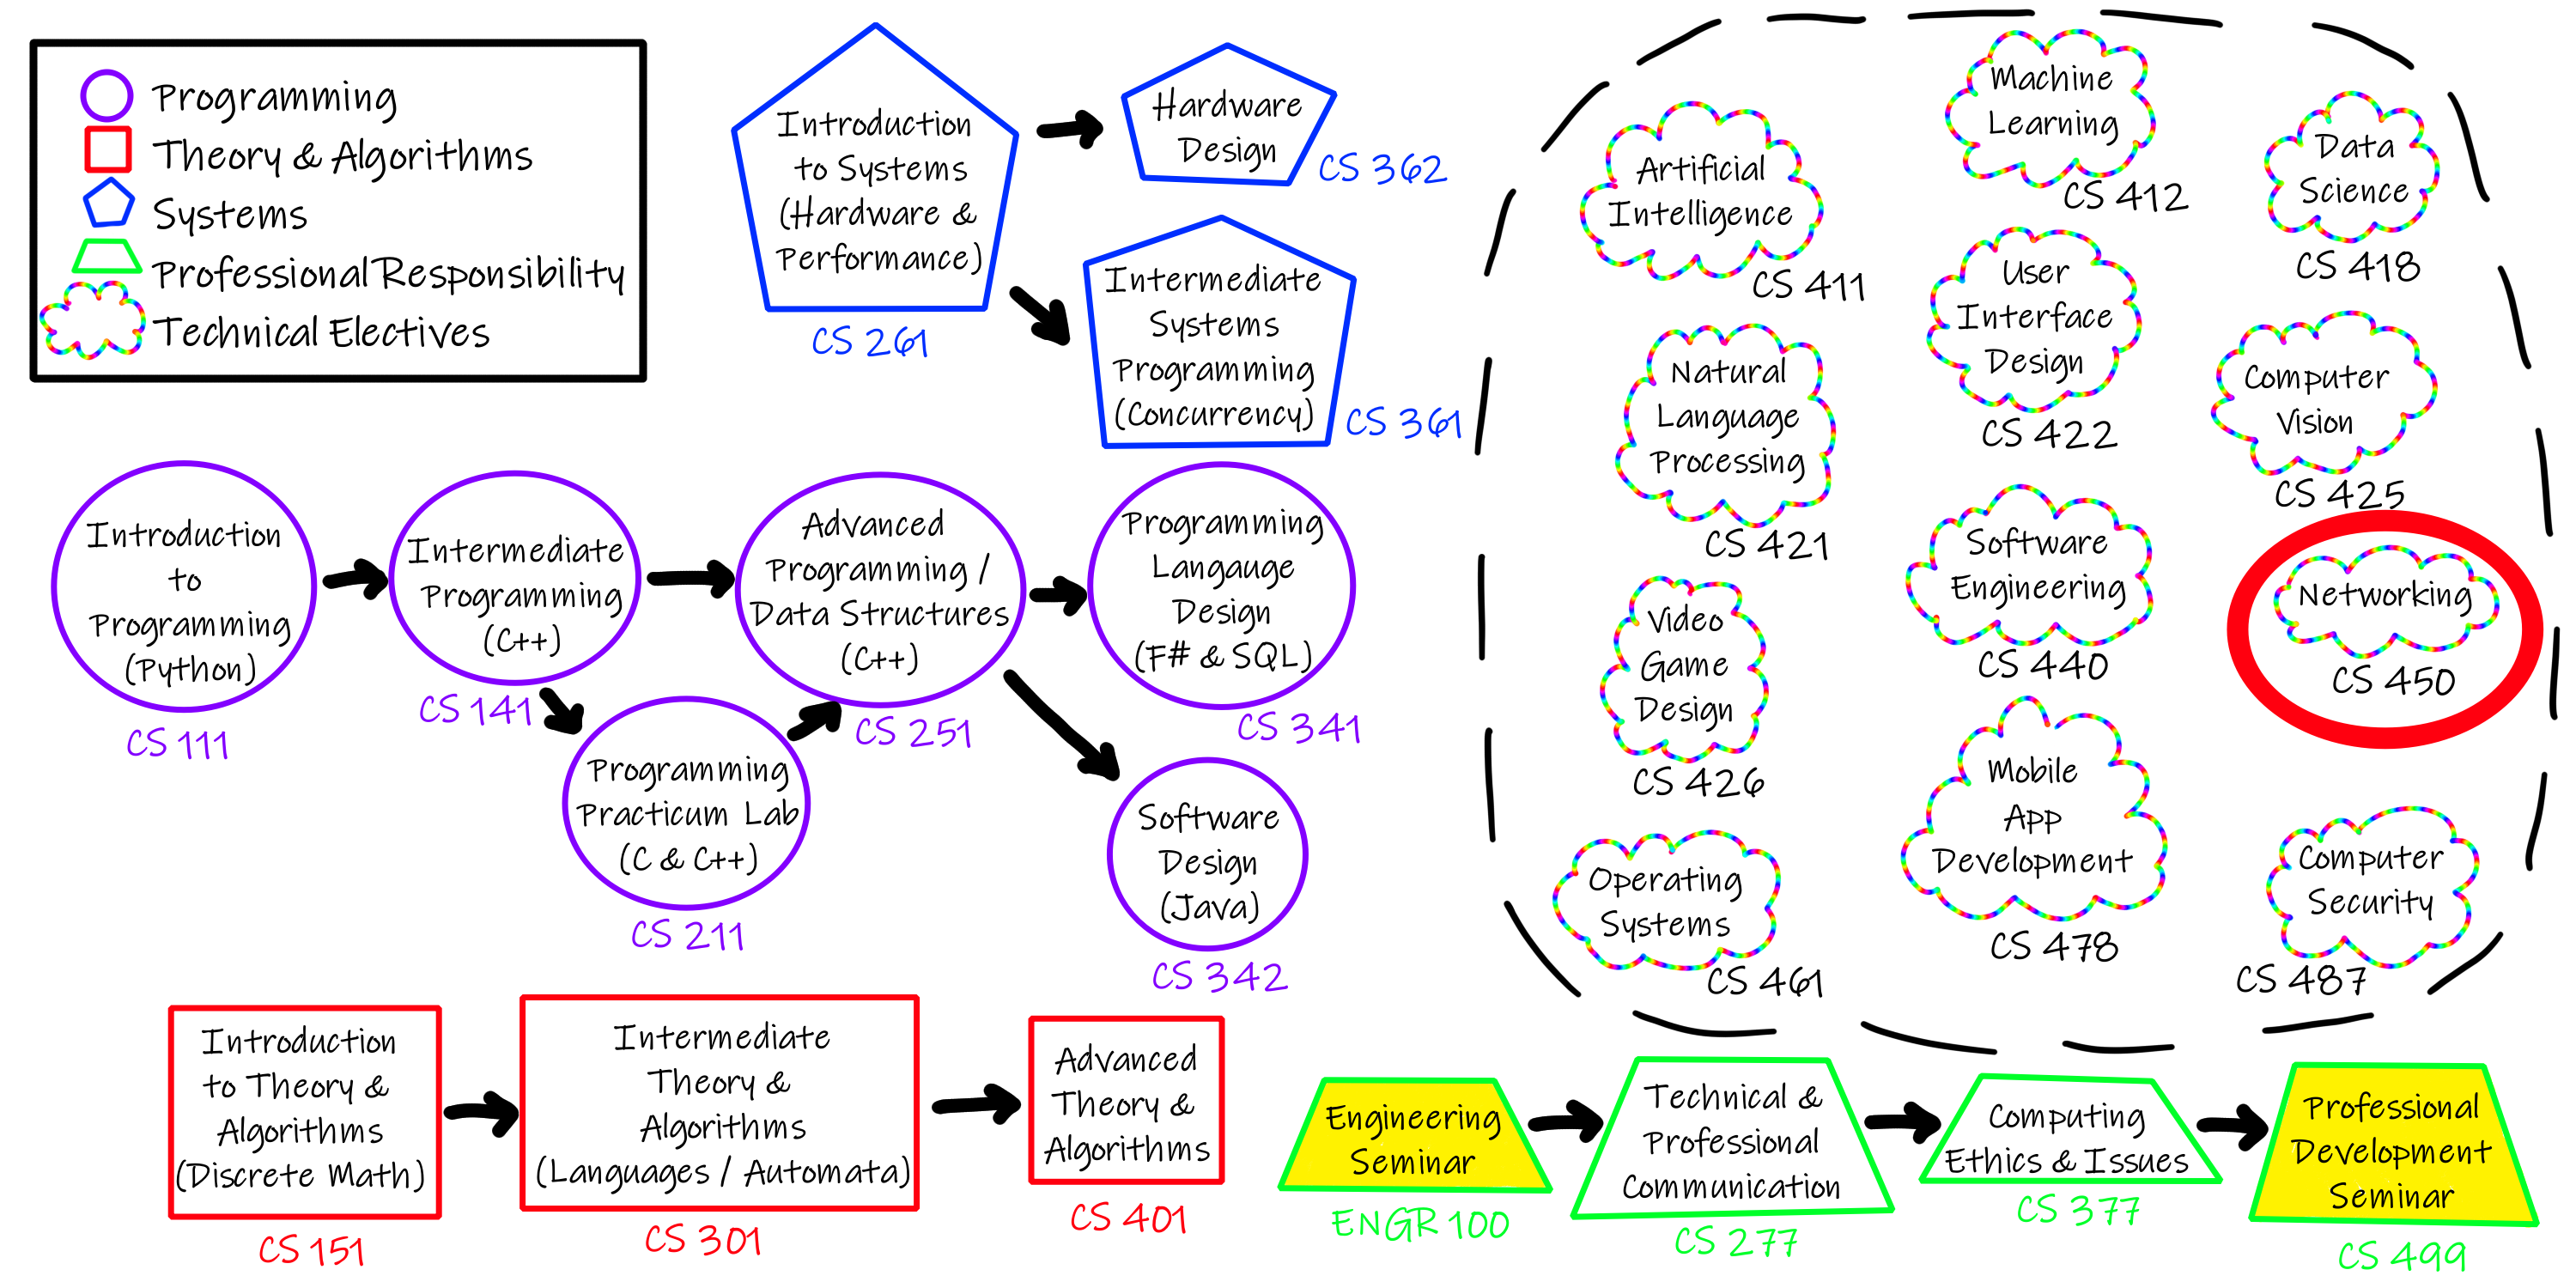 Programming
Theory & Algorithms
Systems
Professional Responsibility
Technical Electives
Introduction
to Systems
(Hardware &
Performance)
CS 261
Hardware
Design
CS 362
Intermediate
Systems
Programming
(Concurrency)
CS 361
Introduction
to
Programming
(Python)
CS 111
Intermediate
Programming
(C++)
CS 141
Programming
Practicum Lab
(C & C++)
CS 211
Advanced
Programming /
Data Structures
(C++)
CS 251
Programming
Langauge
Design
(F# & SQL)
CS 341
Software
Design
(Java)
CS 342
Introduction
to Theory &
Algorithms
(Discrete Math)
CS 151
Intermediate
Theory &
Algorithms
(Languages / Automata)
CS 301
Advanced
Theory &
Algorithms
CS 401
Artificial
Intelligence
CS 411
Machine
Learning
CS 412
Data
Science
CS 418
Natural
Language
Processing
CS 421
User
Interface
Design
CS 422
Computer
Vision
CS 425
Video
Game
Design
CS 426
Software
Engineering
CS 440
Networking
CS 450
Operating
Systems
CS 461
Mobile
App
Development
CS 478
Computer
Security
CS 487
Engineering
Seminar
ENGR 100
Technical &
Professional
Communication
CS 277
Computing
Ethics & Issues
CS 377
Professional
Development
Seminar
CS 499